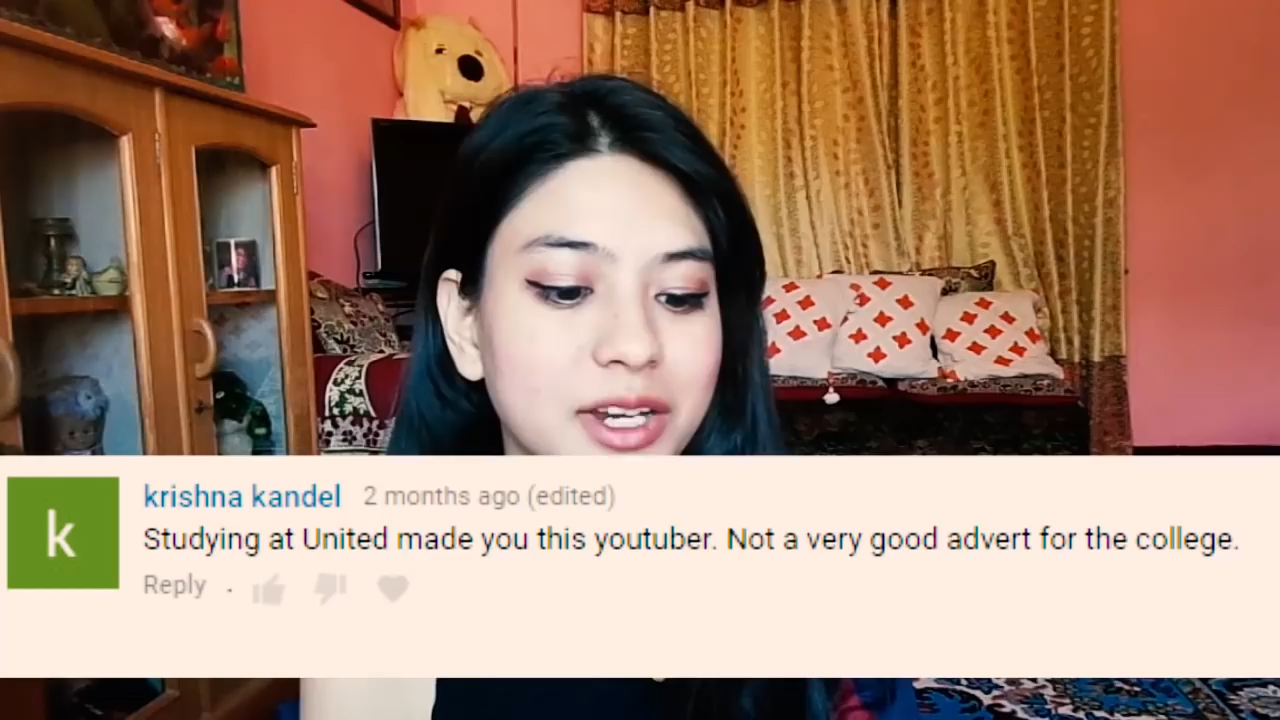 k
krishna kandel 2 months ago (edited)
Studying at United made you this youtuber. Not a very good advert for the college.
Reply .